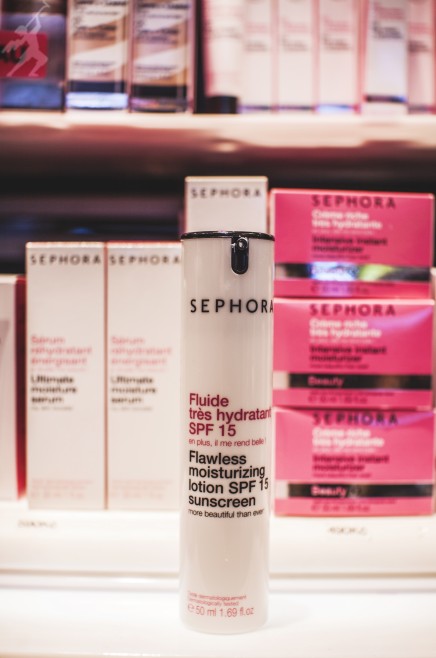 SEPHORA
SEPHORA
Crème riche
très hydratante
Intensive instant
moisturizer
SEPHORA
SEPHORA
Sérum
réhydratant
énergisant
Ultimate
moisture
serum
Sérum
réhydratant
énergisant
Ultimate
moisture
serum
SEPHORA
Crème riche
très hydratante
Intensive instant
moisturizer
Beauty
SEPHORA
Crème riche
très hydratante
Intensive instant
moisturizer
Beauty
SEPHORA
Fluide
très hydratant
SPF 15
en plus, il me rend belle !
Flawless
moisturizing
lotion SPF 15
sunscreen
more beautiful than ever
Dermatologically tested
e 50 ml 1.69 fl.oz